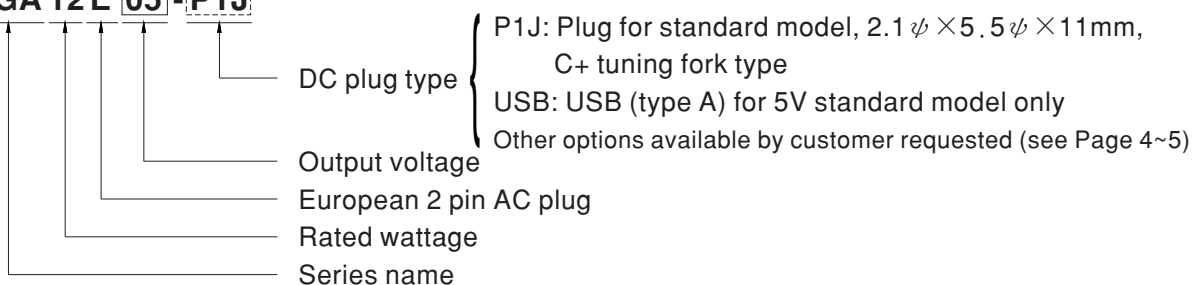 GA 12 E 05 - P1J
P1J: Plug for standard model, 2.1ψ×5.5ψ×11mm,
C+ tuning fork type
DC plug type
USB: USB (type A) for 5V standard model only
Other options available by customer requested (see Page 4~5)
Output voltage
European 2 pin AC plug
Rated wattage
Series name